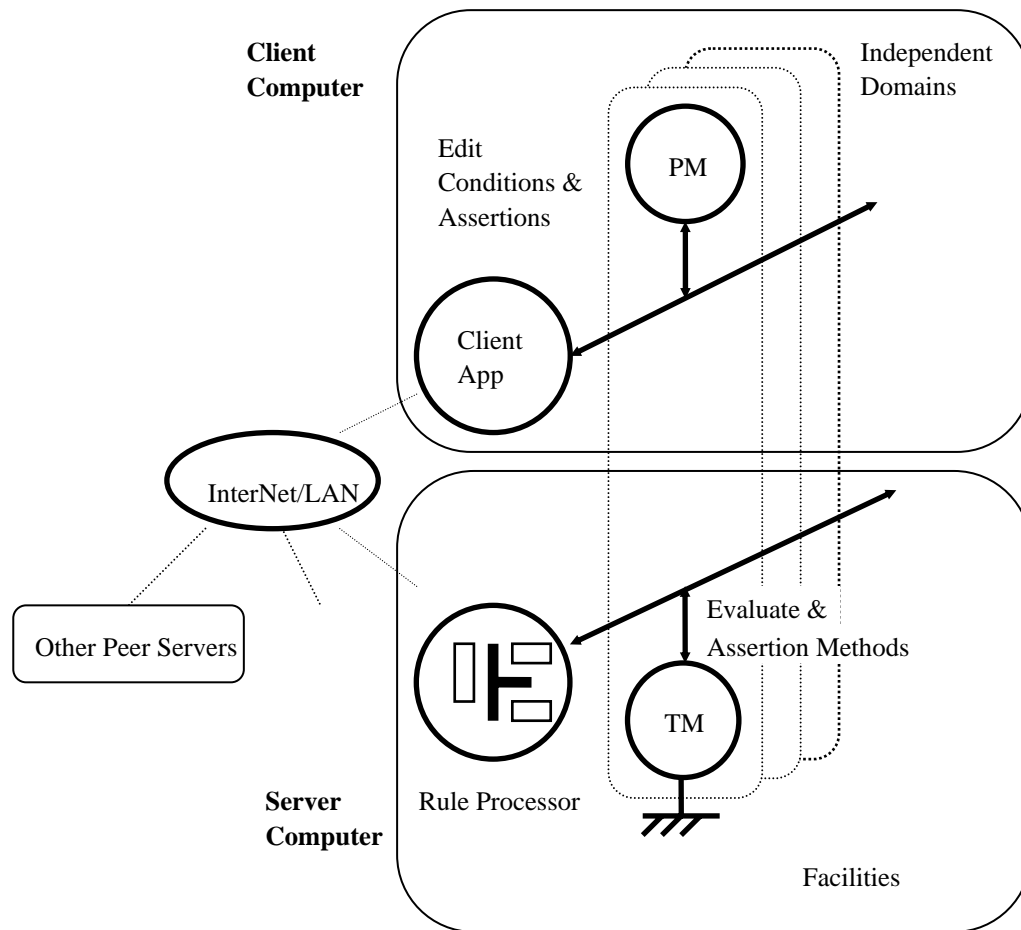 Client
Computer
Independent
Domains
Edit
Conditions &
Assertions
PM
Client
App
InterNet/LAN
Other Peer Servers
Evaluate &
Assertion Methods
TM
Rule Processor
Server
Computer
Facilities